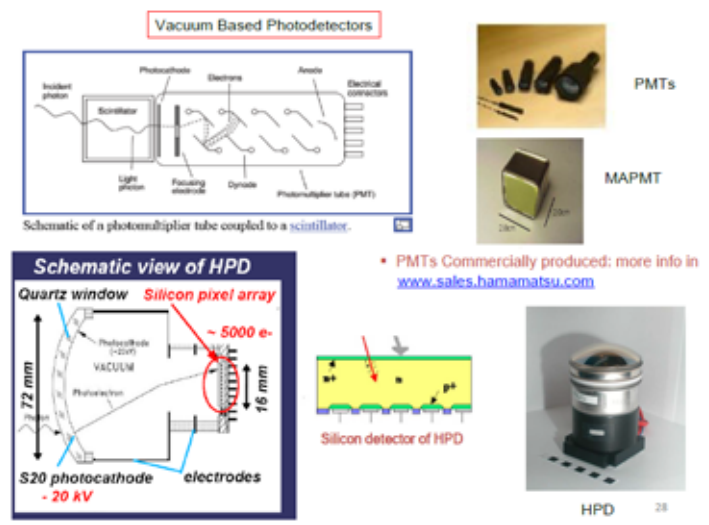 Vacuum Based Photodetectors
Photocathode
Electrons
Anode
Electrical
connectors
Incident
photon
Scintillator
Light
photon
Focusing
electrode
Dynode
Photomultiplier tube (PMT)
Schematic of a photomultiplier tube coupled to a scintillator.
PMTs
MAPMT
• PMTs Commercially produced: more info in
www.sales.hamamatsu.com
Schematic view of HPD
Quartz window
Silicon pixel array
~ 5000 e-
Photocathode
VACUUM
Photoelectron
72 mm
16 mm
Photon
S20 photocathode
- 20 kV
electrodes
n+
n
p+
Silicon detector of HPD
HPD
28